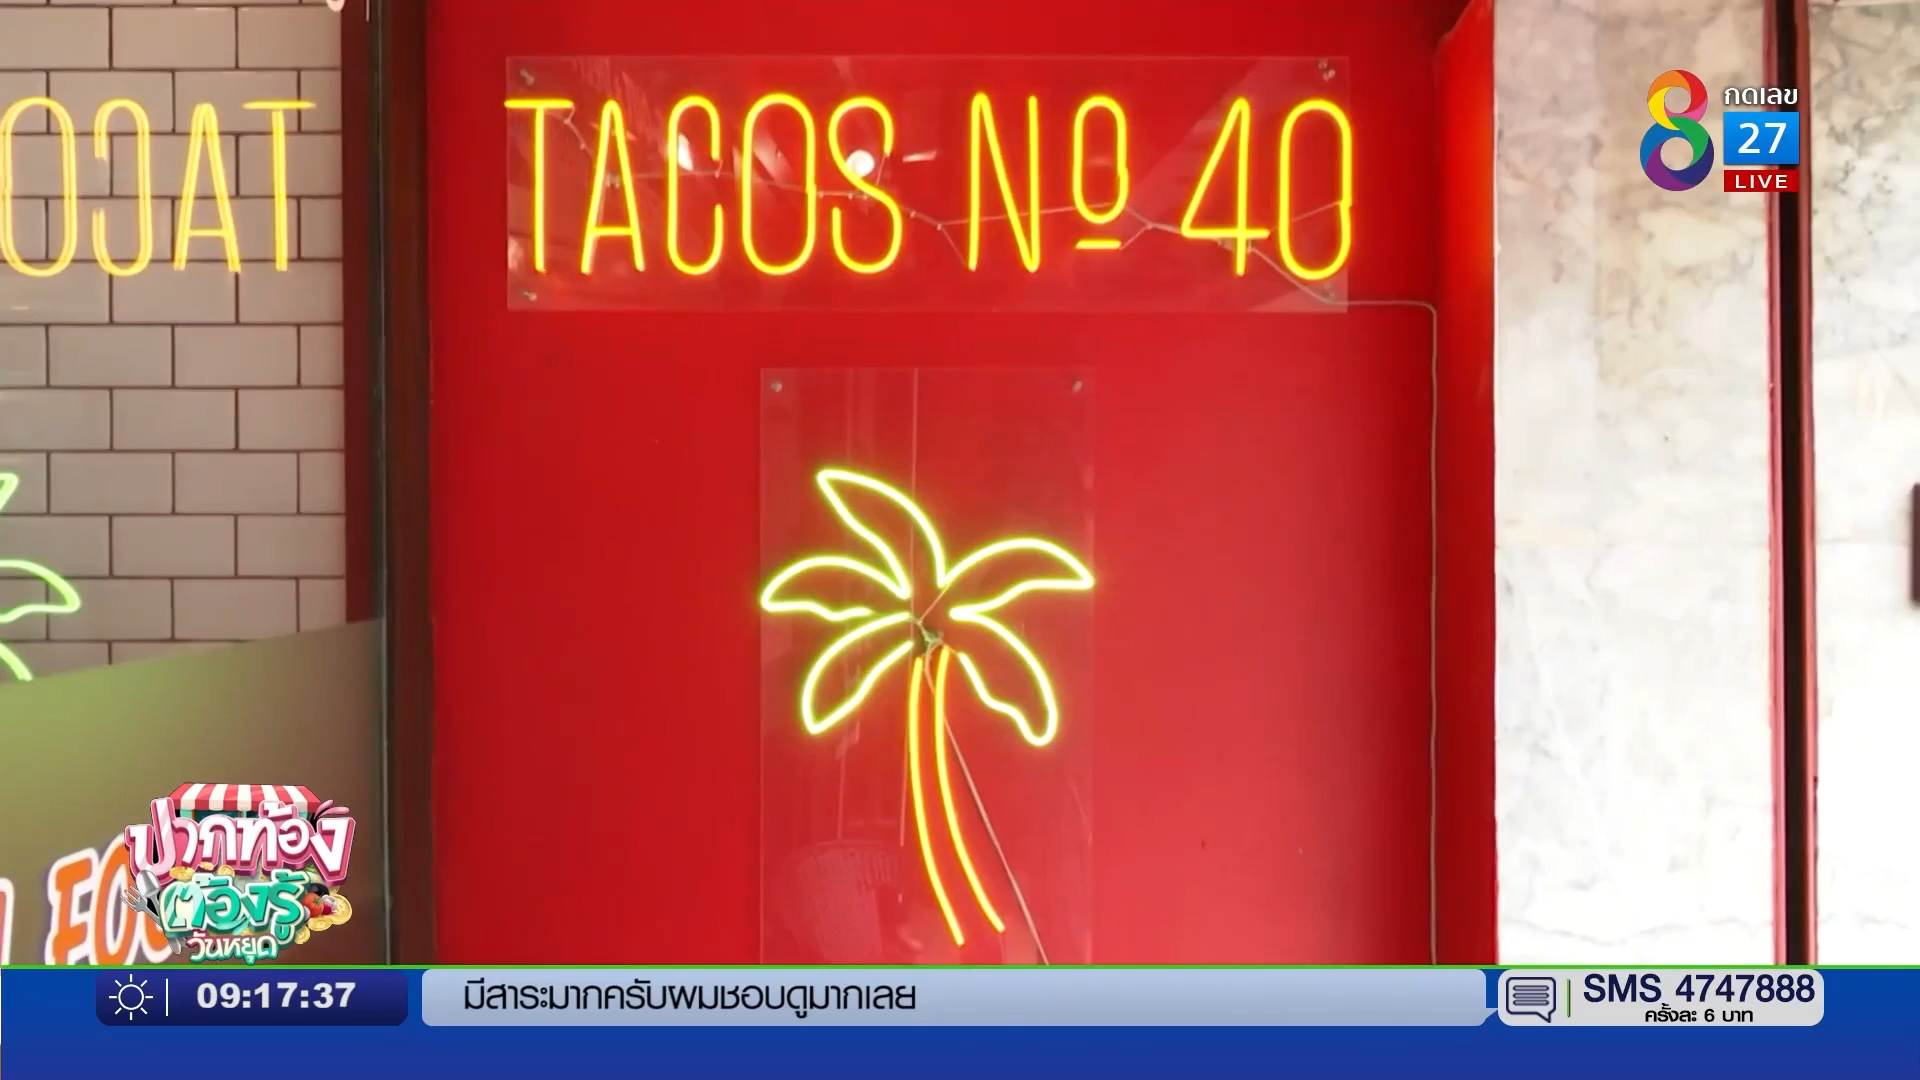 TACOS Nº 40
กดเลข
27
LIVE
ปากท้อง
ต้องรู้
วันหยุด
09:17:37
มีสาระมากครับผมชอบดูมากเลย
SMS 4747888
ครั้งละ 6 บาท